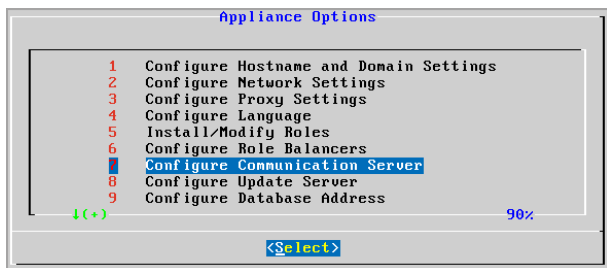 Appliance Options
1 Configure Hostname and Domain Settings
2 Configure Network Settings
3 Configure Proxy Settings
4 Configure Language
5 Install/Modify Roles
6 Configure Role Balancers
7 Configure Communication Server
8 Configure Update Server
9 Configure Database Address
↓(+) 90%
<Select>